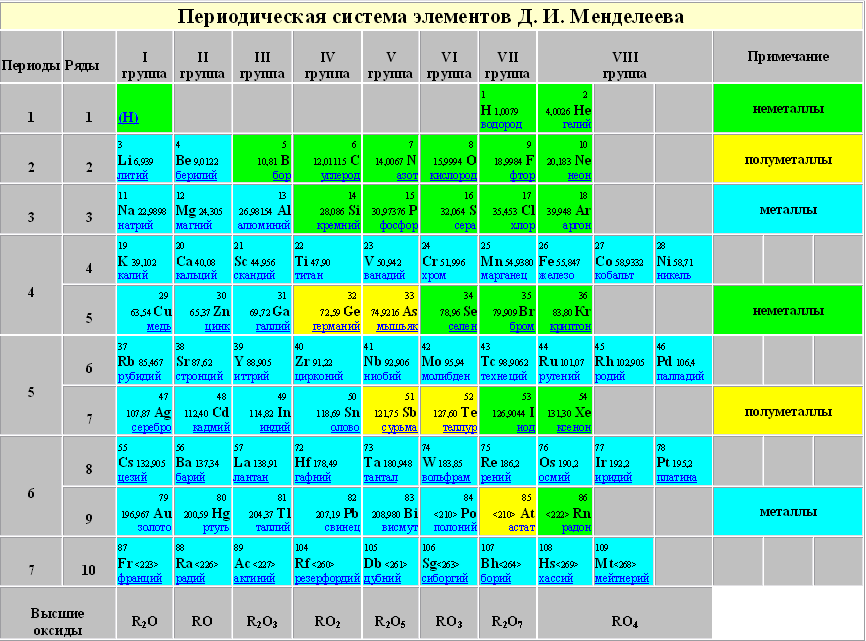 Периодическая система элементов Д. И. Менделеева
Периоды Ряды I группа II группа III группа IV группа V группа VI группа VII группа VIII группа Примечание
1 1 (H) 1 H 1,0079 водород 2 4,0026 He гелий неметаллы
2 2 3 Li 6,939 литий 4 Be 9,0122 берилий 5 10,81 B бор 6 12,01115 C углерод 7 14,0067 N азот 8 15,9994 O кислород 9 18,9984 F фтор 10 20,183 Ne неон полуметаллы
3 3 11 Na 22,9898 натрий 12 Mg 24,305 магний 13 26,98154 Al алюминий 14 28,086 Si кремний 15 30,97376 P фосфор 16 32,064 S сера 17 35,453 Cl хлор 18 39,948 Ar аргон металлы
4 4 19 K 39,102 калий 20 Ca 40,08 кальций 21 Sc 44,956 скандий 22 Ti 47,90 титан 23 V 50,942 ванадий 24 Cr 51,996 хром 25 Mn 54,9380 марганец 26 Fe 55,847 железо 27 Co 58,9332 кобальт 28 Ni 58,71 никель
5 29 63,54 Cu медь 30 65,37 Zn цинк 31 69,72 Ga галлий 32 72,59 Ge германий 33 74,9216 As мышьяк 34 78,96 Se селен 35 79,909 Br бром 36 83,80 Kr криптон неметаллы
5 6 37 Rb 85,467 рубидий 38 Sr 87,62 стронций 39 Y 88,905 иттрий 40 Zr 91,22 цирконий 41 Nb 92,906 ниобий 42 Mo 95,94 молибден 43 Tc 98,9062 технеций 44 Ru 101,07 рутений 45 Rh 102,905 родий 46 Pd 106,4 палладий
7 47 107,87 Ag серебро 48 112,40 Cd кадмий 49 114,82 In индий 50 118,69 Sn олово 51 121,75 Sb сурьма 52 127,60 Te теллур 53 126,9044 I иод 54 131,30 Xe ксенон полуметаллы
6 8 55 Cs 132,905 цезий 56 Ba 137,34 барий 57 La 138,91 лантан 72 Hf 178,49 гафний 73 Ta 180,948 тантал 74 W 183,85 вольфрам 75 Re 186,2 рений 76 Os 190,2 осмий 77 Ir 192,2 иридий 78 Pt 195,2 платина
9 79 196,967 Au золото 80 200,59 Hg ртуть 81 204,37 Tl таллий 82 207,19 Pb свинец 83 208,980 Bi висмут 84 <210> Po полоний 85 <210> At астат 86 <222> Rn радон металлы
7 10 87 Fr <223> франций 88 Ra <226> радий 89 Ac <227> актиний 104 Rf <260> резерфордий 105 Db <261> дубний 106 Sg <263> сиборгий 107 Bh <264> борий 108 Hs <269> хассий 109 Mt <268> мейтнерий
Высшие оксиды R₂O RO R₂O₃ RO₂ R₂O₅ RO₃ R₂O₇ RO₄